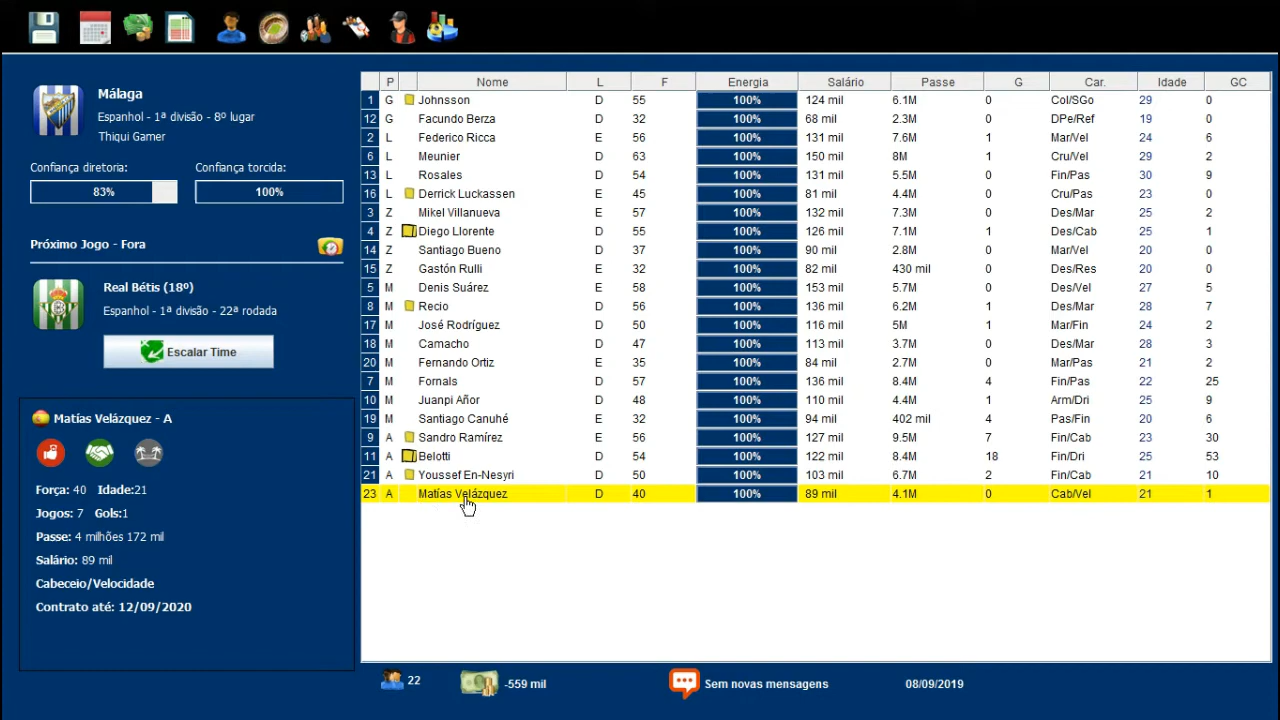 Málaga
Espanhol - 1ª divisão - 8º lugar
Thiqui Gamer
Confiança diretoria: Confiança torcida:
83% 100%
Próximo Jogo - Fora
Real Bétis (18º)
Espanhol - 1ª divisão - 22ª rodada
Escalar Time
Matías Velázquez - A
Força: 40 Idade:21
Jogos: 7 Gols:1
Passe: 4 milhões 172 mil
Salário: 89 mil
Cabeceio/Velocidade
Contrato até: 12/09/2020
P Nome L F Energia Salário Passe G Car. Idade GC
1 G Johnsson D 55 100% 124 mil 6.1M 0 Col/SGo 29 0
12 G Facundo Berza D 32 100% 68 mil 2.3M 0 DPe/Ref 19 0
2 L Federico Ricca E 56 100% 131 mil 7.6M 1 Mar/Vel 24 6
6 L Meunier D 63 100% 150 mil 8M 1 Cru/Vel 29 2
13 L Rosales D 54 100% 131 mil 5.5M 0 Fin/Pas 30 9
16 L Derrick Luckassen E 45 100% 81 mil 4.4M 0 Cru/Pas 23 0
3 Z Mikel Villanueva E 57 100% 132 mil 7.3M 0 Des/Mar 25 2
4 Z Diego Llorente D 55 100% 126 mil 7.1M 1 Des/Cab 25 1
14 Z Santiago Bueno D 37 100% 90 mil 2.8M 0 Mar/Vel 20 0
15 Z Gastón Rulli E 32 100% 82 mil 430 mil 0 Des/Res 20 0
5 M Denis Suárez E 58 100% 153 mil 5.7M 0 Des/Vel 27 5
8 M Recio D 56 100% 136 mil 6.2M 1 Des/Mar 28 7
17 M José Rodríguez D 50 100% 116 mil 5M 1 Mar/Fin 24 2
18 M Camacho D 47 100% 113 mil 3.7M 0 Des/Mar 28 3
20 M Fernando Ortiz E 35 100% 84 mil 2.7M 0 Mar/Pas 21 2
7 M Fornals D 57 100% 136 mil 8.4M 4 Fin/Pas 22 25
10 M Juanpi Añor D 48 100% 110 mil 4.4M 1 Arm/Dri 25 9
19 M Santiago Canuhé E 32 100% 94 mil 402 mil 4 Pas/Fin 20 6
9 A Sandro Ramírez E 56 100% 127 mil 9.5M 7 Fin/Cab 23 30
11 A Belotti D 54 100% 122 mil 8.4M 18 Fin/Dri 25 53
21 A Youssef En-Nesyri D 50 100% 103 mil 6.7M 2 Fin/Cab 21 10
23 A Matías Velázquez D 40 100% 89 mil 4.1M 0 Cab/Vel 21 1
22 -559 mil Sem novas mensagens 08/09/2019